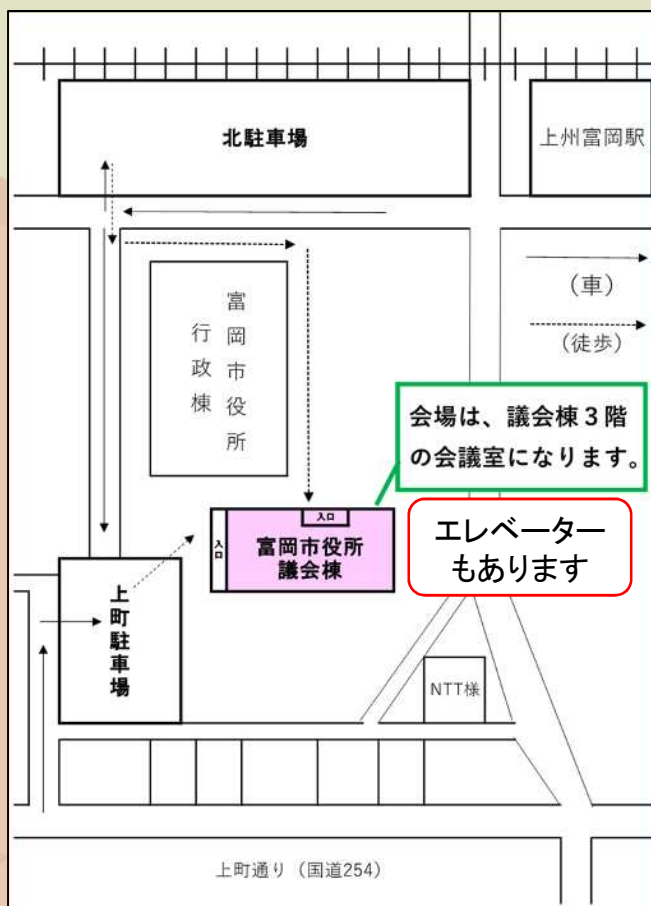 北駐車場
上州富岡駅
(車)
(徒歩)
富岡市役所
行政棟
会場は、議会棟３階
の会議室になります。
入口
入口
富岡市役所
議会棟
エレベーター
もあります
上町駐車場
NTT様
上町通り（国道254）